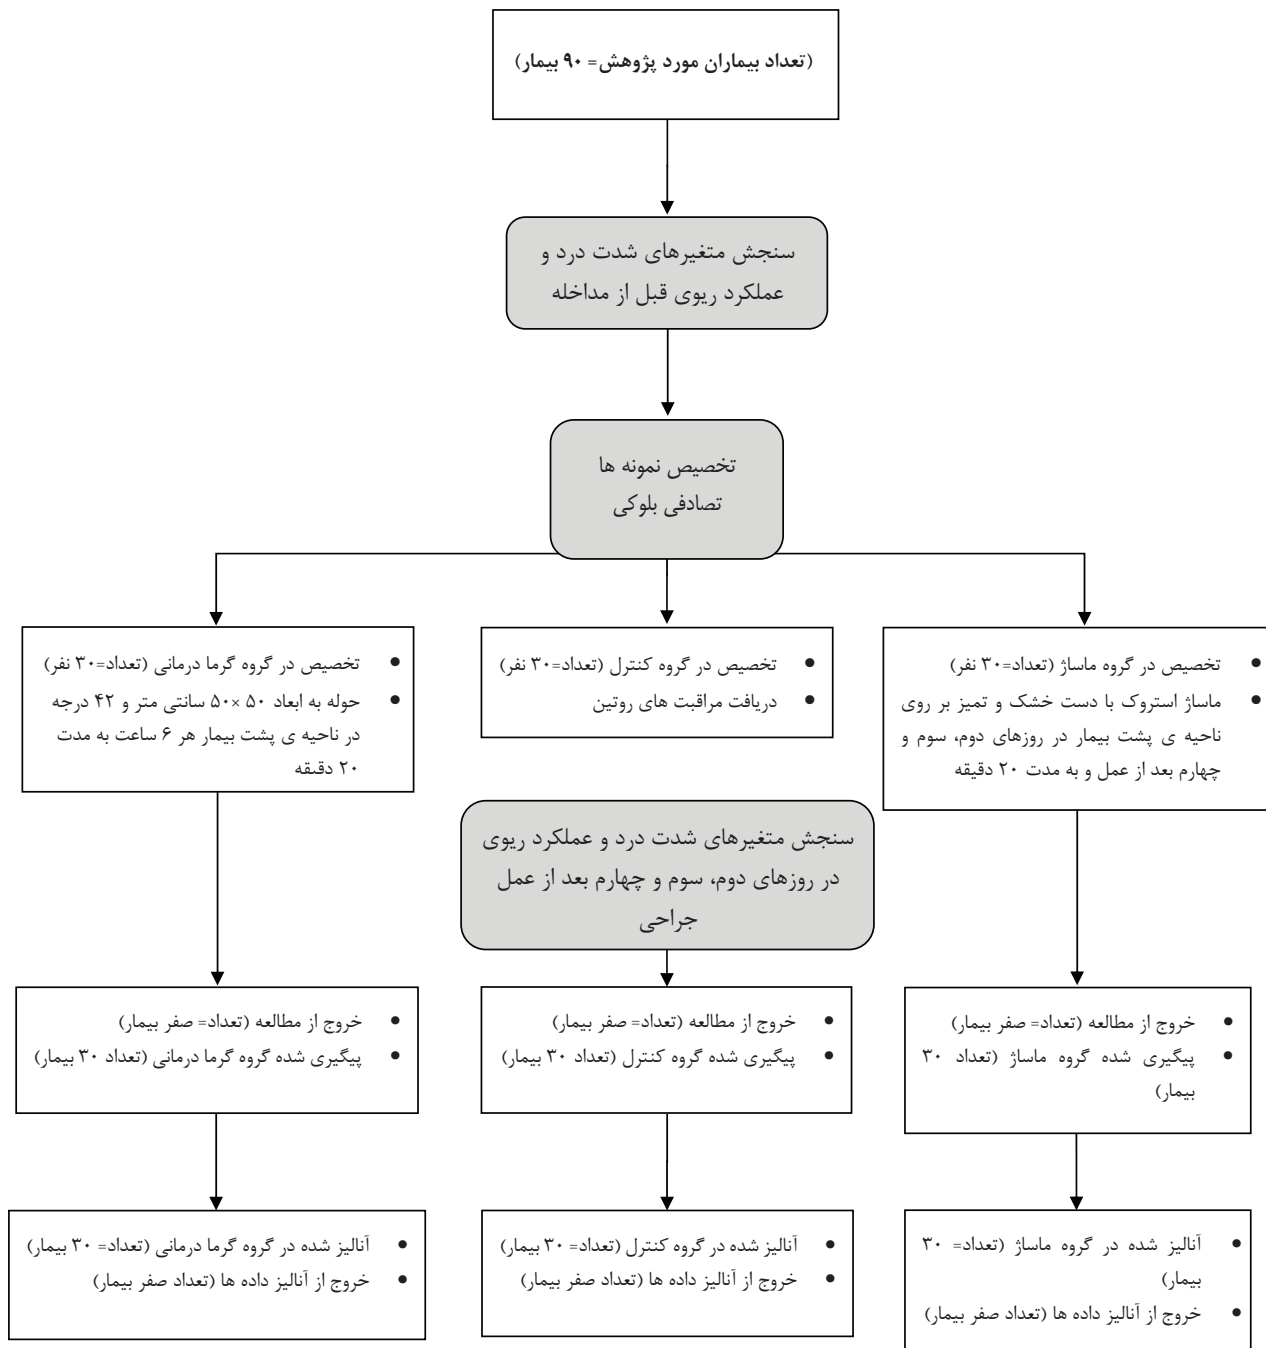 (تعداد بیماران مورد پژوهش= ۹۰ بیمار)
سنجش متغیرهای شدت درد و
عملکرد ریوی قبل از مداخله
تخصیص نمونه ها
تصادفی بلوکی
• تخصیص در گروه ماساژ (تعداد=۳۰ نفر)
• ماساژ استروک با دست خشک و تمیز بر روی
ناحیه ی پشت بیمار در روزهای دوم، سوم و
چهارم بعد از عمل و به مدت ۲۰ دقیقه
• تخصیص در گروه کنترل (تعداد=۳۰ نفر)
• دریافت مراقبت های روتین
• تخصیص در گروه گرما درمانی (تعداد=۳۰ نفر)
• حوله به ابعاد ۵۰ ×۵۰ سانتی متر و ۴۲ درجه
در ناحیه ی پشت بیمار هر ۶ ساعت به مدت
۲۰ دقیقه
سنجش متغیرهای شدت درد و عملکرد ریوی
در روزهای دوم، سوم و چهارم بعد از عمل
جراحی
• خروج از مطالعه (تعداد= صفر بیمار)
• پیگیری شده گروه ماساژ (تعداد ۳۰
بیمار)
• خروج از مطالعه (تعداد= صفر بیمار)
• پیگیری شده گروه کنترل (تعداد ۳۰ بیمار)
• خروج از مطالعه (تعداد= صفر بیمار)
• پیگیری شده گروه گرما درمانی (تعداد ۳۰ بیمار)
• آنالیز شده در گروه ماساژ (تعداد= ۳۰
بیمار)
• خروج از آنالیز داده ها (تعداد صفر بیمار)
• آنالیز شده در گروه کنترل (تعداد= ۳۰ بیمار)
• خروج از آنالیز داده ها (تعداد صفر بیمار)
• آنالیز شده در گروه گرما درمانی (تعداد= ۳۰ بیمار)
• خروج از آنالیز داده ها (تعداد صفر بیمار)